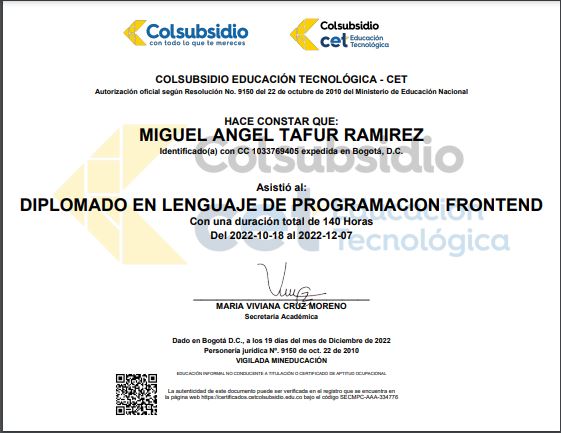 Colsubsidio
con todo lo que te mereces
Colsubsidio
cet Educación
Tecnológica
COLSUBSIDIO EDUCACIÓN TECNOLÓGICA - CET
Autorización oficial según Resolución No. 9150 del 22 de octubre de 2010 del Ministerio de Educación Nacional
HACE CONSTAR QUE:
MIGUEL ANGEL TAFUR RAMIREZ
Identificado(a) con CC 1033769405 expedida en Bogotá, D.C.
Colsubsidio
Asistió al:
DIPLOMADO EN LENGUAJE DE PROGRAMACION FRONTEND
cet Educación
Tecnológica
Con una duración total de 140 Horas
Del 2022-10-18 al 2022-12-07
MARIA VIVIANA CRUZ MORENO
Secretaria Académica
Dado en Bogotá D.C., a los 19 días del mes de Diciembre de 2022
Personería jurídica Nº. 9150 de oct. 22 de 2010
VIGILADA MINEDUCACIÓN
EDUCACIÓN INFORMAL NO CONDUCENTE A TITULACIÓN O CERTIFICADO DE APTITUD OCUPACIONAL
La autenticidad de este documento puede ser verificada en el registro que se encuentra en
la página web https://certificados.cetcolsubsidio.edu.co bajo el código SECMPC-AAA-334776